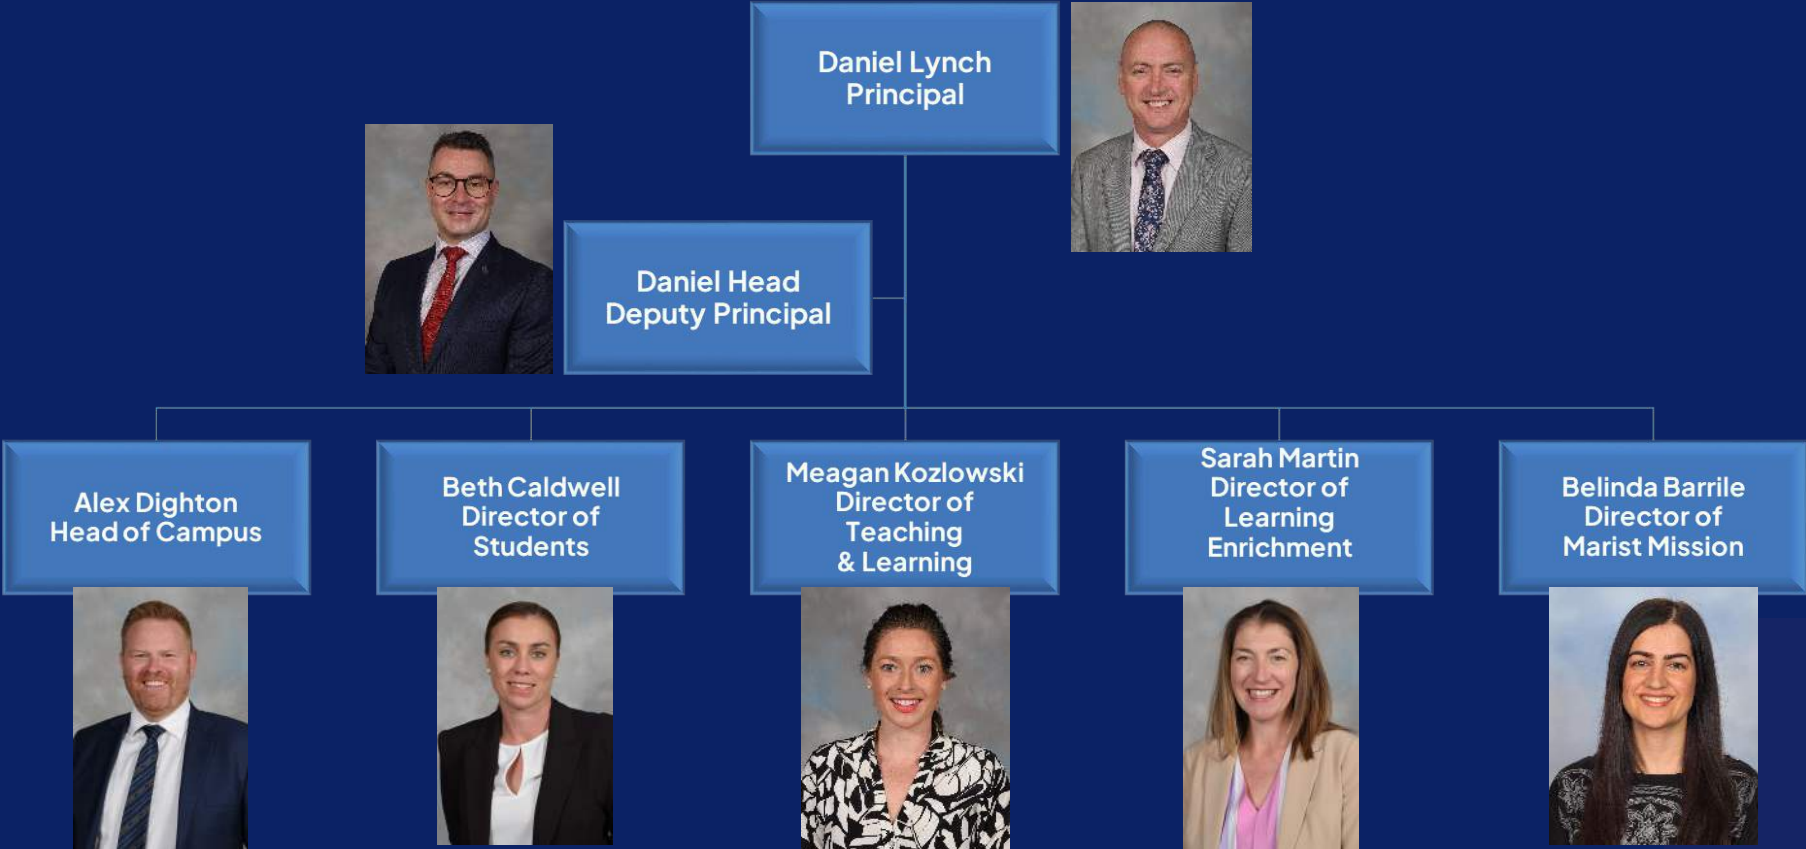 Daniel Lynch
Principal
Daniel Head
Deputy Principal
Alex Dighton
Head of Campus
Beth Caldwell
Director of
Students
Meagan Kozlowski
Director of
Teaching
& Learning
Sarah Martin
Director of
Learning
Enrichment
Belinda Barrile
Director of
Marist Mission